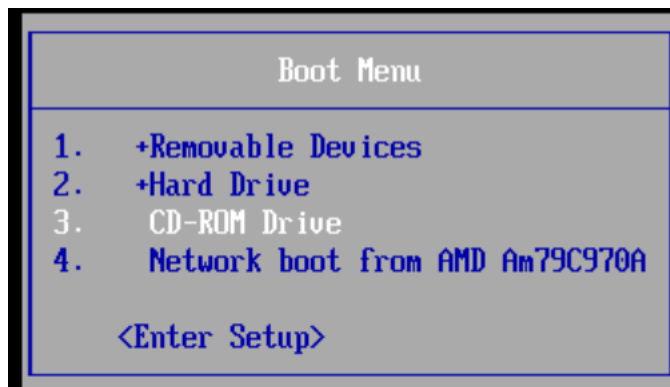 Boot Menu
1. +Removable Devices
2. +Hard Drive
3. CD-ROM Drive
4. Network boot from AMD Am79C970A
<Enter Setup>